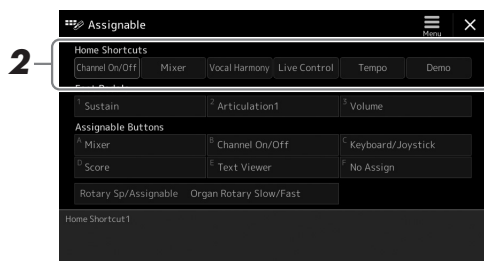 Assignable
Menu
Home Shortcuts
2
Channel On/Off Mixer Vocal Harmony Live Control Tempo Demo
1 Sustain 2 Articulation1 3 Volume
Assignable Buttons
A Mixer B Channel On/Off C Keyboard/Joystick
D Score E Text Viewer F No Assign
Rotary Sp/Assignable Organ Rotary Slow/Fast
Home Shortcut1